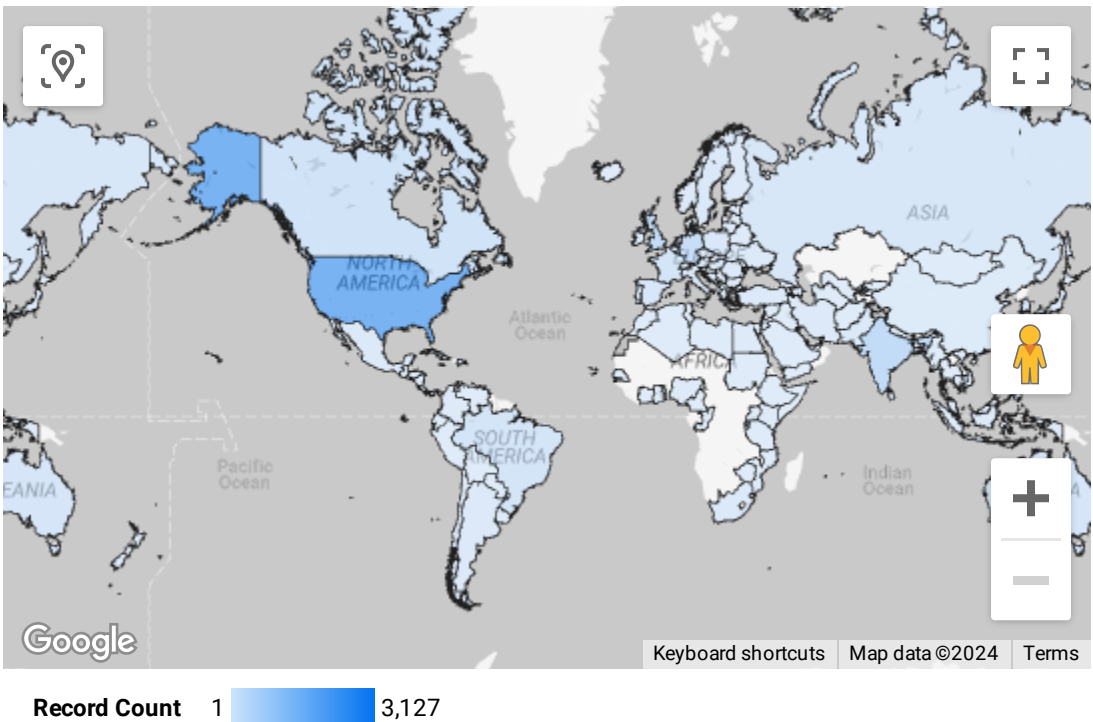 ASIA
NORTH
AMERICA
Atlantic
Ocean
AFRICA
SOUTH
AMERICA
Pacific
Ocean
Indian
Ocean
EANIA
A
Google
Keyboard shortcuts
Map data ©2024
Terms
Record Count 1 3,127